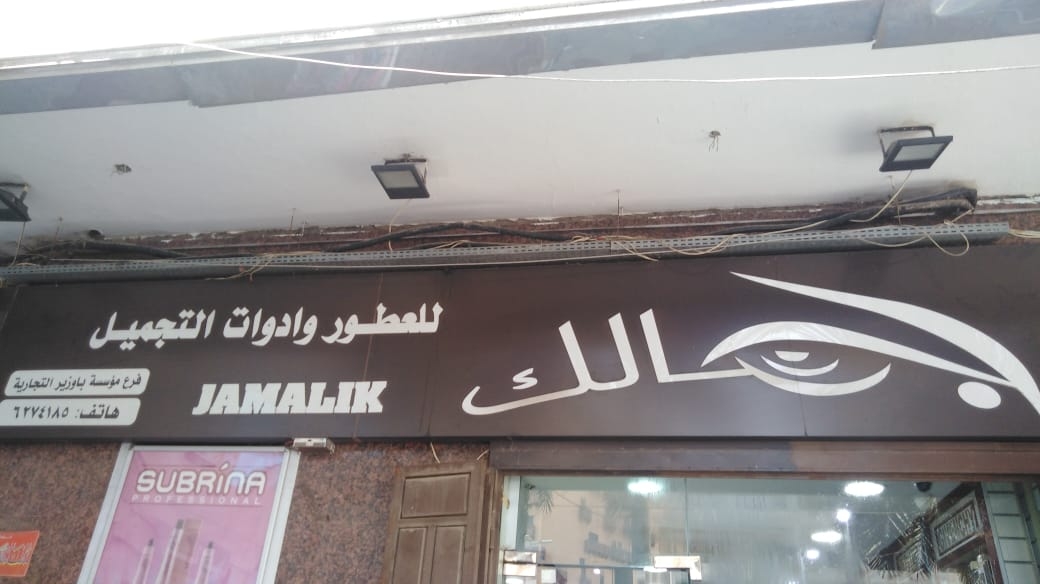 جمالك
للعطور وادوات التجميل
JAMALIK
فرع مؤسسة باوزير التجارية
هاتف: ٦٢٧٤١٨٥
SUBRINA
PROFESSIONAL